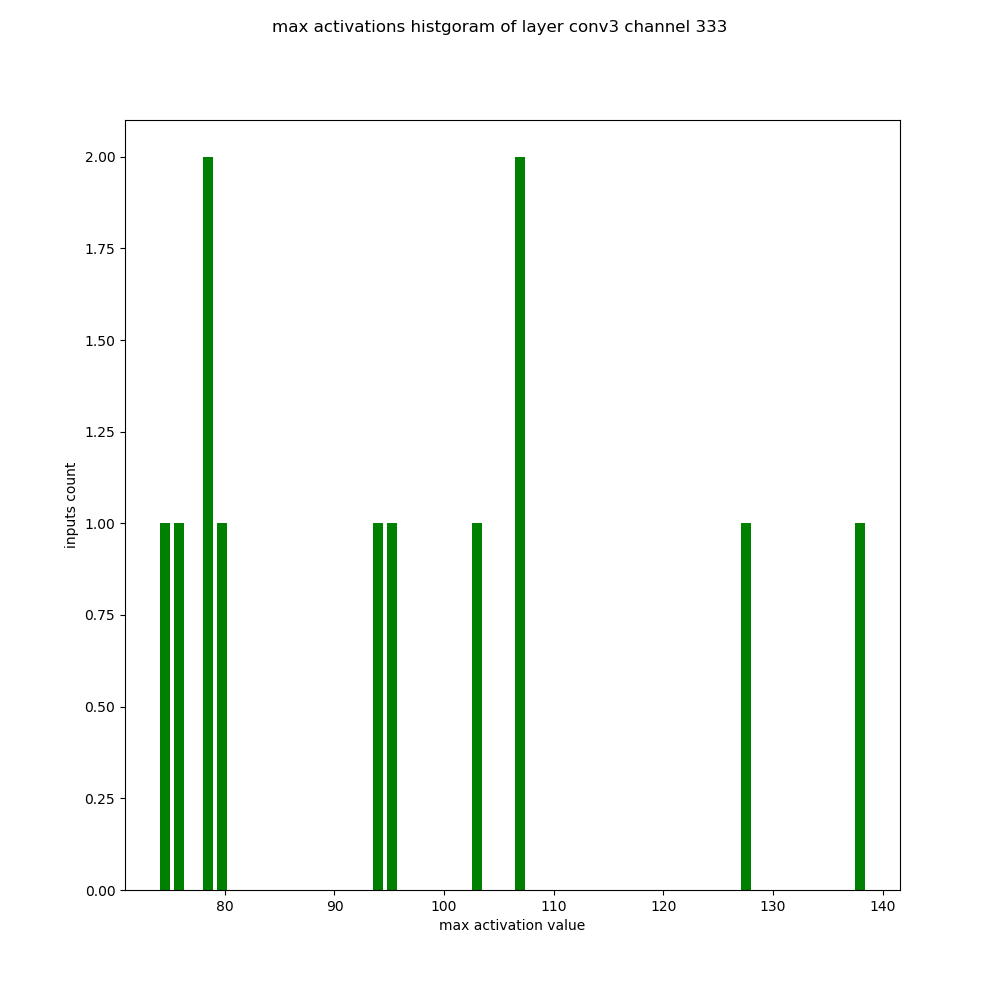 max activations histgoram of layer conv3 channel 333
2.00
1.75
1.50
1.25
1.00
0.75
0.50
0.25
0.00
inputs count
80 90 100 110 120 130 140
max activation value